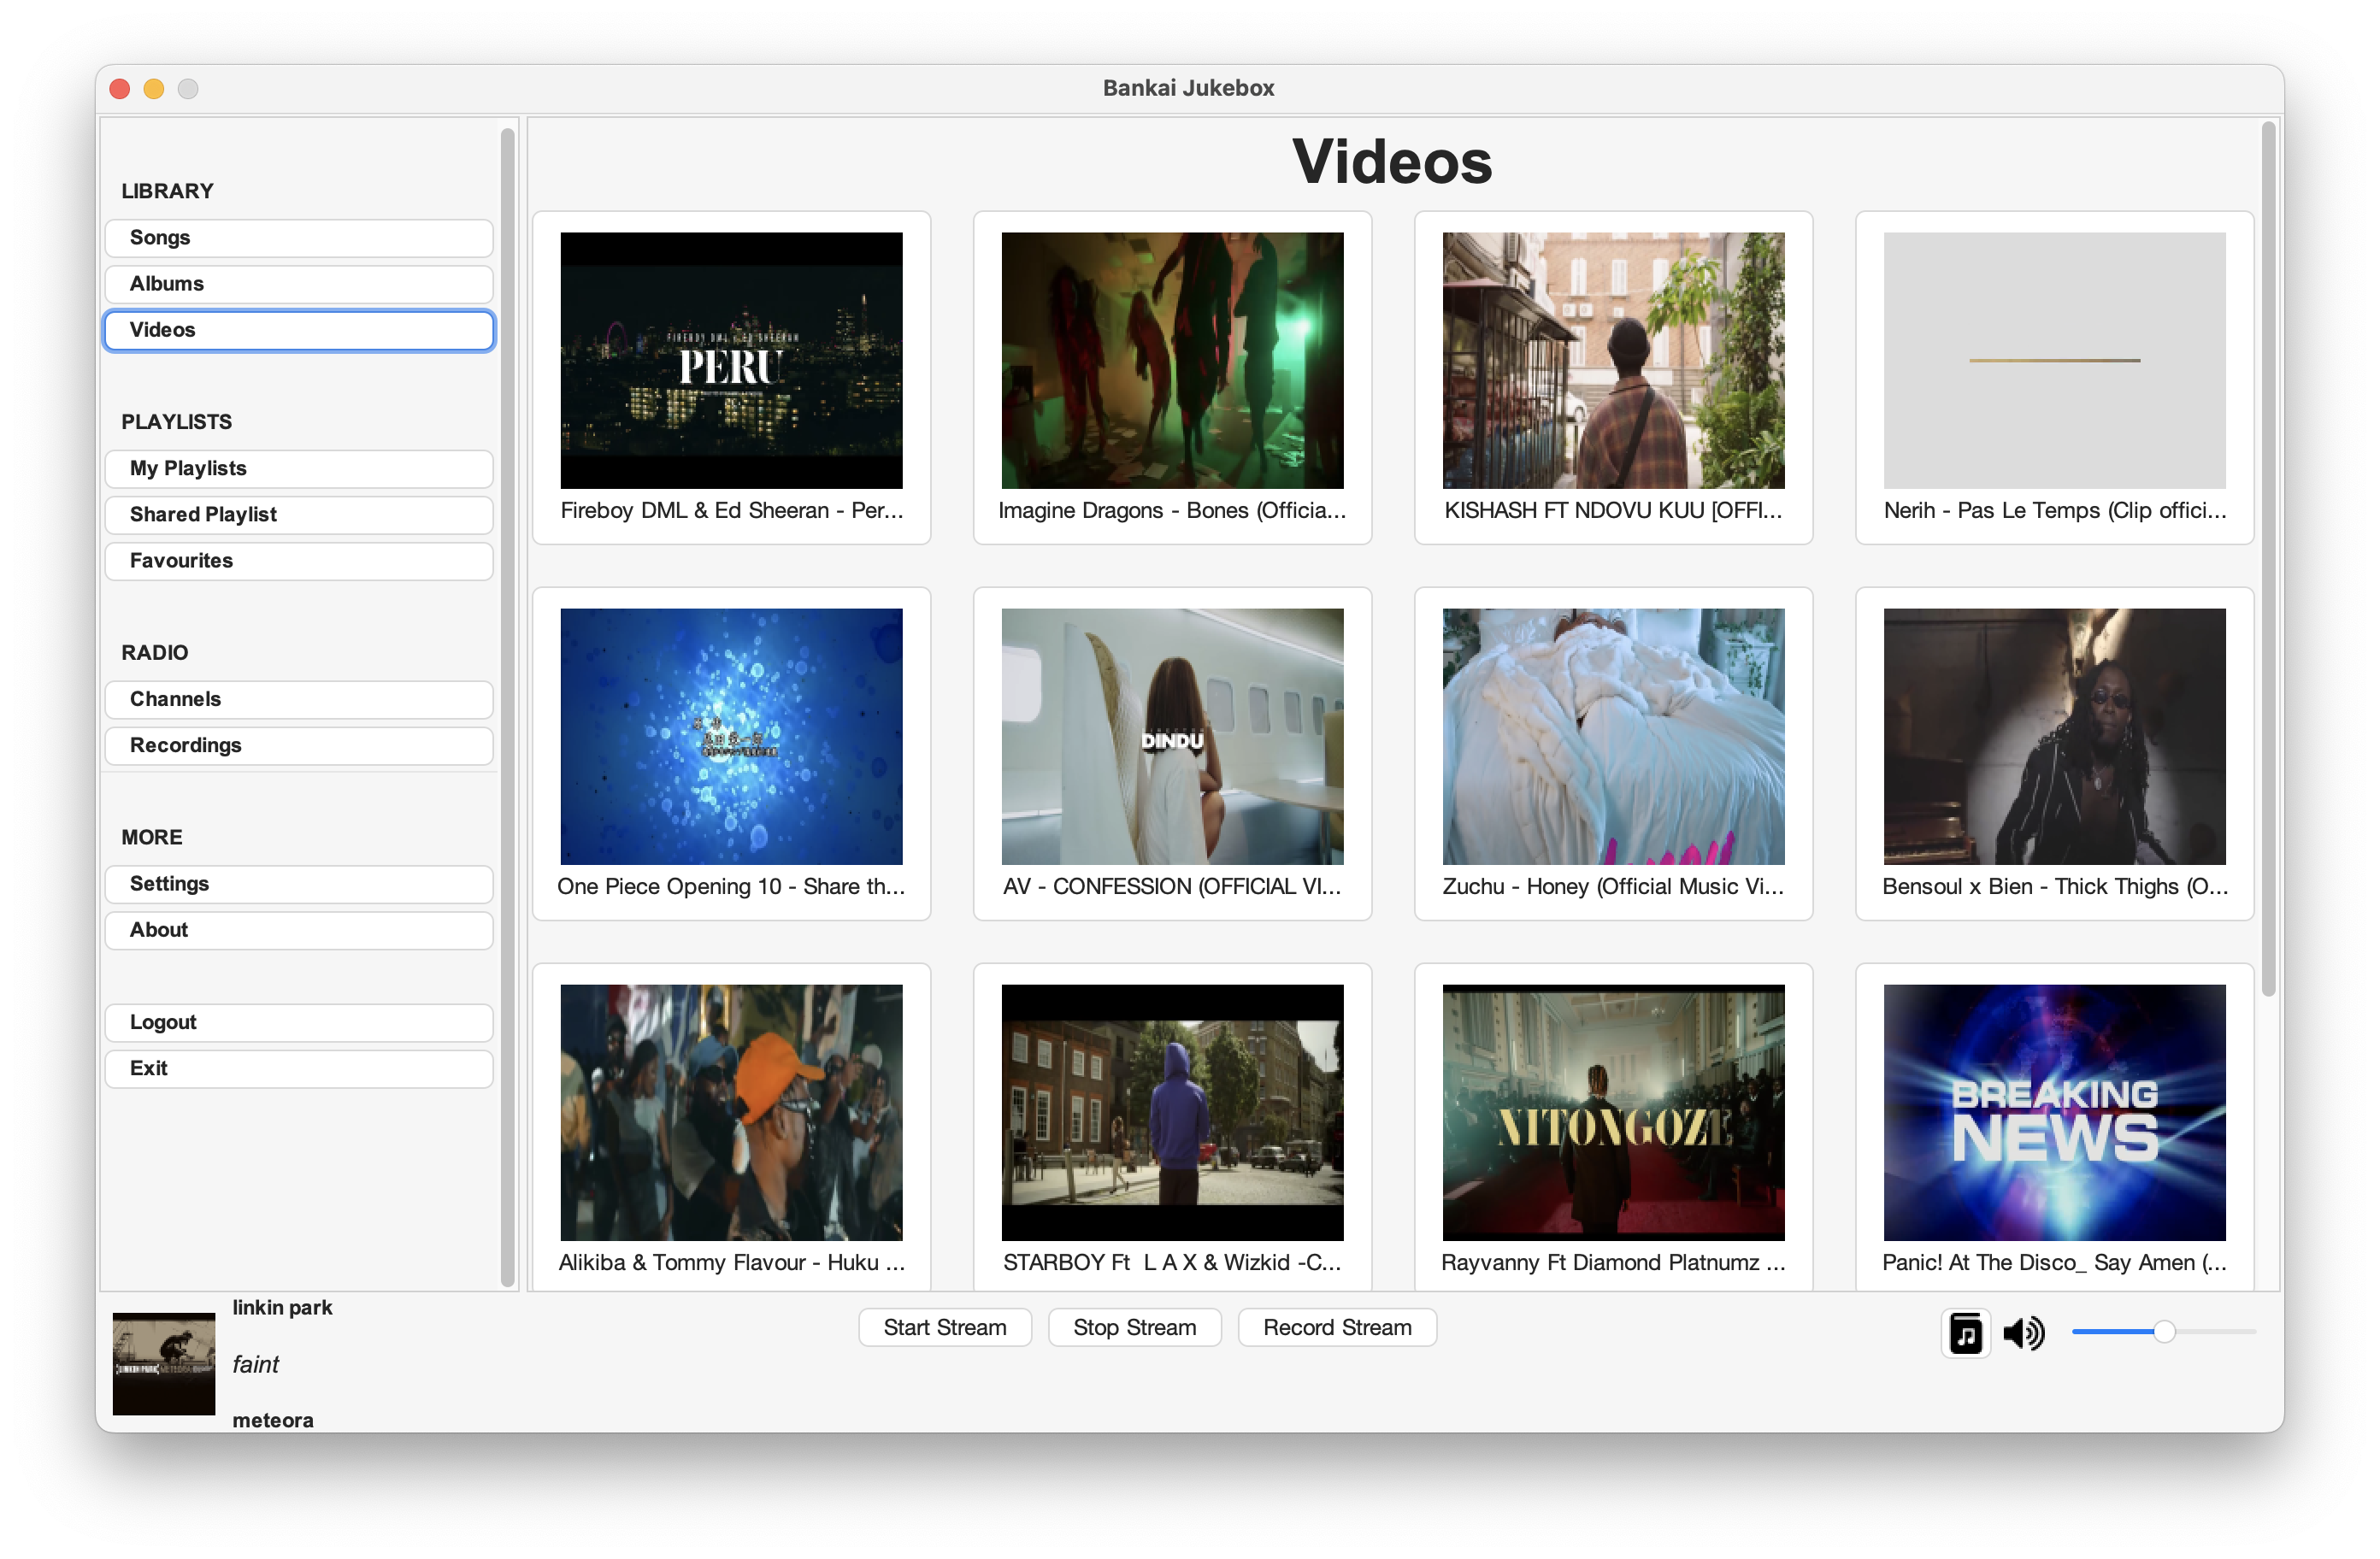 Bankai Jukebox
LIBRARY
Songs
Albums
Videos
PLAYLISTS
My Playlists
Shared Playlist
Favourites
RADIO
Channels
Recordings
MORE
Settings
About
Logout
Exit
Videos
FIREBOY DML & ED SHEERAN
PERU
Fireboy DML & Ed Sheeran - Per...
Imagine Dragons - Bones (Officia...
KISHASH FT NDOVU KUU [OFFI...
Nerih - Pas Le Temps (Clip offici...
One Piece Opening 10 - Share th...
DINDU
AV - CONFESSION (OFFICIAL VI...
Zuchu - Honey (Official Music Vi...
Bensoul x Bien - Thick Thighs (O...
Alikiba & Tommy Flavour - Huku ...
STARBOY Ft  L A X & Wizkid -C...
NITONGOZE
Rayvanny Ft Diamond Platnumz ...
BREAKING
NEWS
Panic! At The Disco_ Say Amen (...
linkin park
faint
meteora
Start Stream
Stop Stream
Record Stream